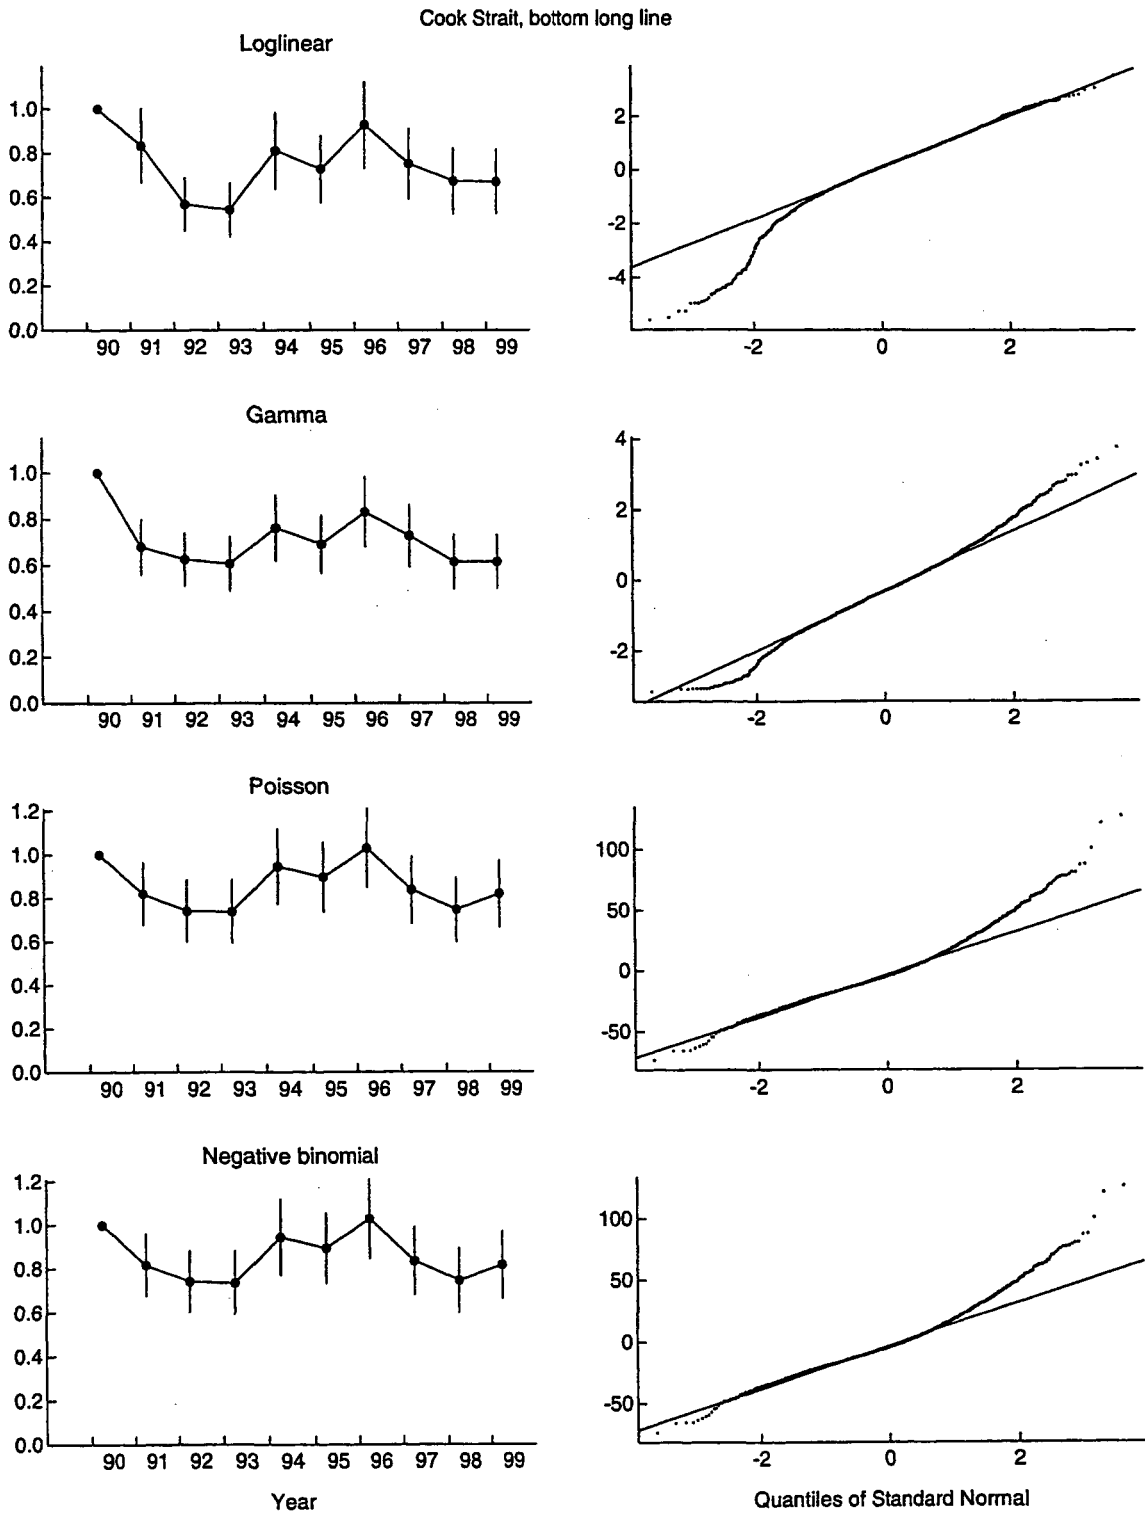 Cook Strait, bottom long line
Loglinear
1.0
0.8
0.6
0.4
0.2
0.0
90 91 92 93 94 95 96 97 98 99
2
0
-2
-4
-2 0 2
Gamma
1.0
0.8
0.6
0.4
0.2
0.0
90 91 92 93 94 95 96 97 98 99
4
2
0
-2
-2 0 2
Poisson
1.2
1.0
0.8
0.6
0.4
0.2
0.0
90 91 92 93 94 95 96 97 98 99
100
50
0
-50
-2 0 2
Negative binomial
1.2
1.0
0.8
0.6
0.4
0.2
0.0
90 91 92 93 94 95 96 97 98 99
Year
100
50
0
-50
-2 0 2
Quantiles of Standard Normal